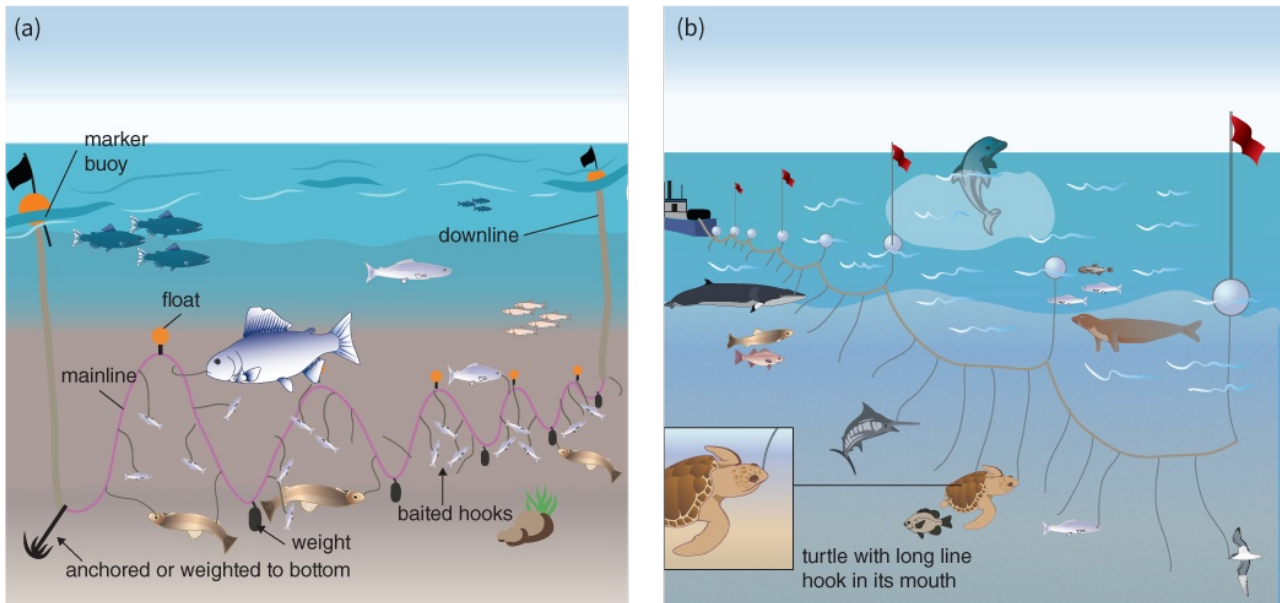 (a)
marker
buoy
downline
float
mainline
baited hooks
weight
anchored or weighted to bottom
(b)
turtle with long line
hook in its mouth